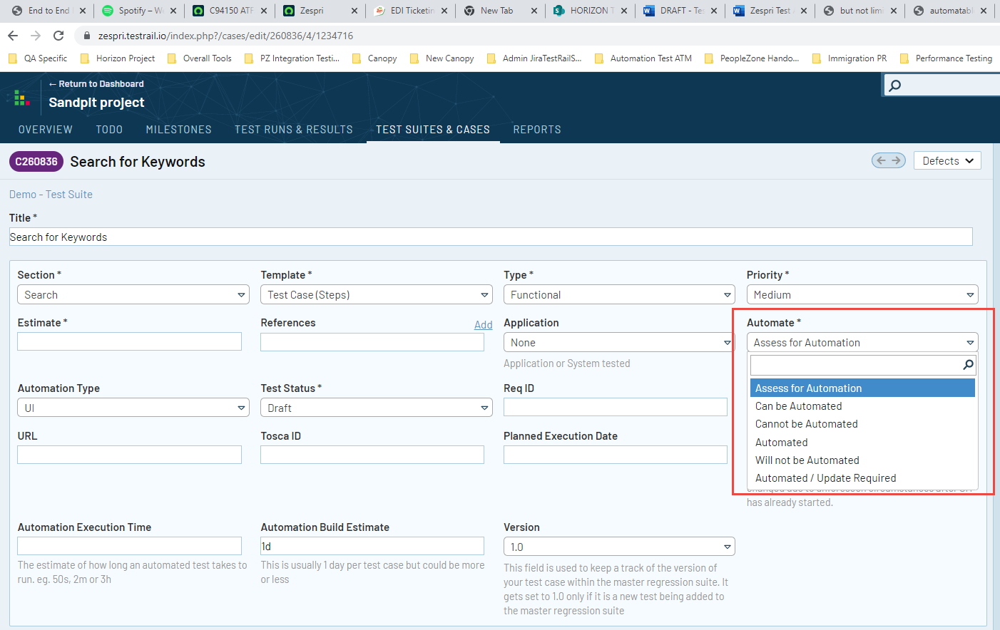 End to End
Spotify – W
C94150 ATF
Zespri
EDI Ticketin
New Tab
HORIZON T
DRAFT - Te
Zespri Test
but not lim
automatabl
zespri.testrail.io/index.php?/cases/edit/260836/4/1234716
QA Specific
Horizon Project
Overall Tools
PZ Integration Testi...
Canopy
New Canopy
Admin JiraTestRailS...
Automation Test ATM
PeopleZone Hando...
Immigration PR
Performance Testing
← Return to Dashboard
Sandpit project
OVERVIEW
TODO
MILESTONES
TEST RUNS & RESULTS
TEST SUITES & CASES
REPORTS
C260836
Search for Keywords
Defects
Demo - Test Suite
Title *
Search for Keywords
Section *
Template *
Type *
Priority *
Search
Test Case (Steps)
Functional
Medium
Estimate *
References
Add
Application
Automate *
None
Assess for Automation
Application or System tested
Assess for Automation
Can be Automated
Cannot be Automated
Automated
Will not be Automated
Automated / Update Required
Automation Type
Test Status *
Req ID
UI
Draft
URL
Tosca ID
Planned Execution Date
has already started.
Automation Execution Time
Automation Build Estimate
Version
1d
1.0
The estimate of how long an automated test takes to
run. eg. 50s, 2m or 3h
This is usually 1 day per test case but could be more
or less
This field is used to keep a track of the version of
your test case within the master regression suite. It
gets set to 1.0 only if it is a new test being added to
the master regression suite